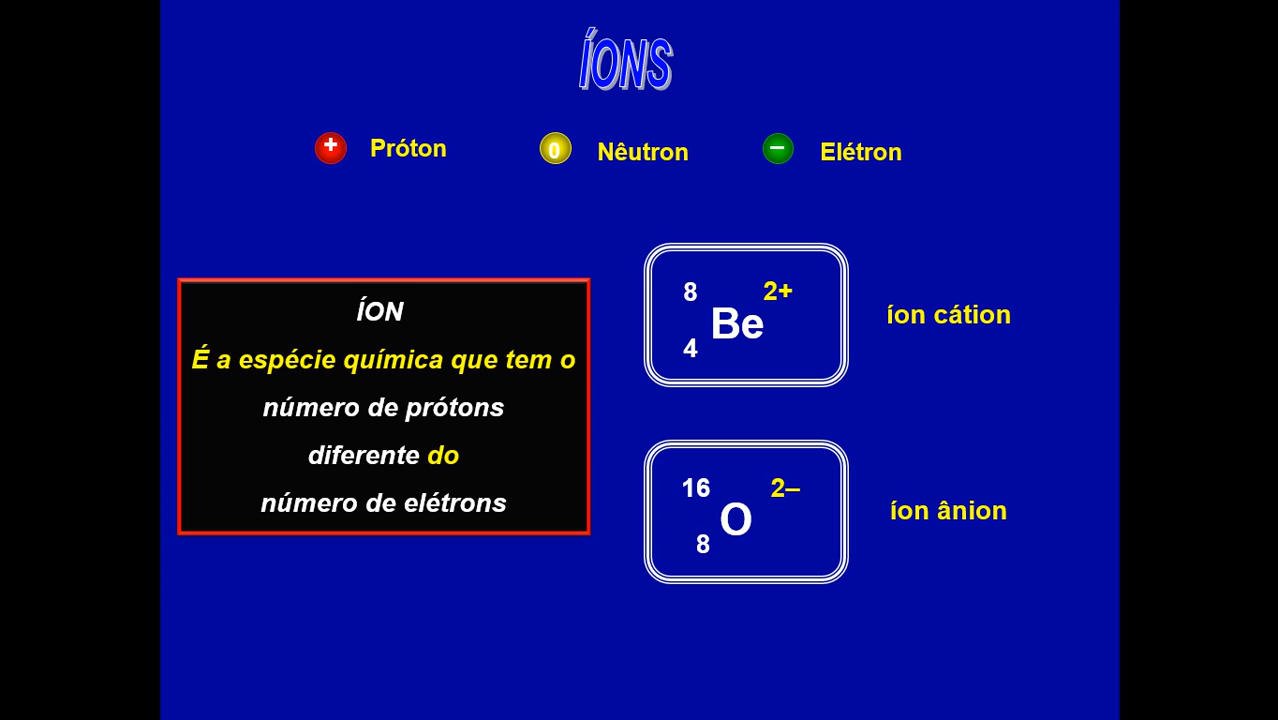 ÍONS
+ Próton 0 Nêutron – Elétron
ÍON
É a espécie química que tem o
número de prótons
diferente do
número de elétrons
8 2+
Be
4
íon cátion
16 2–
O
8
íon ânion